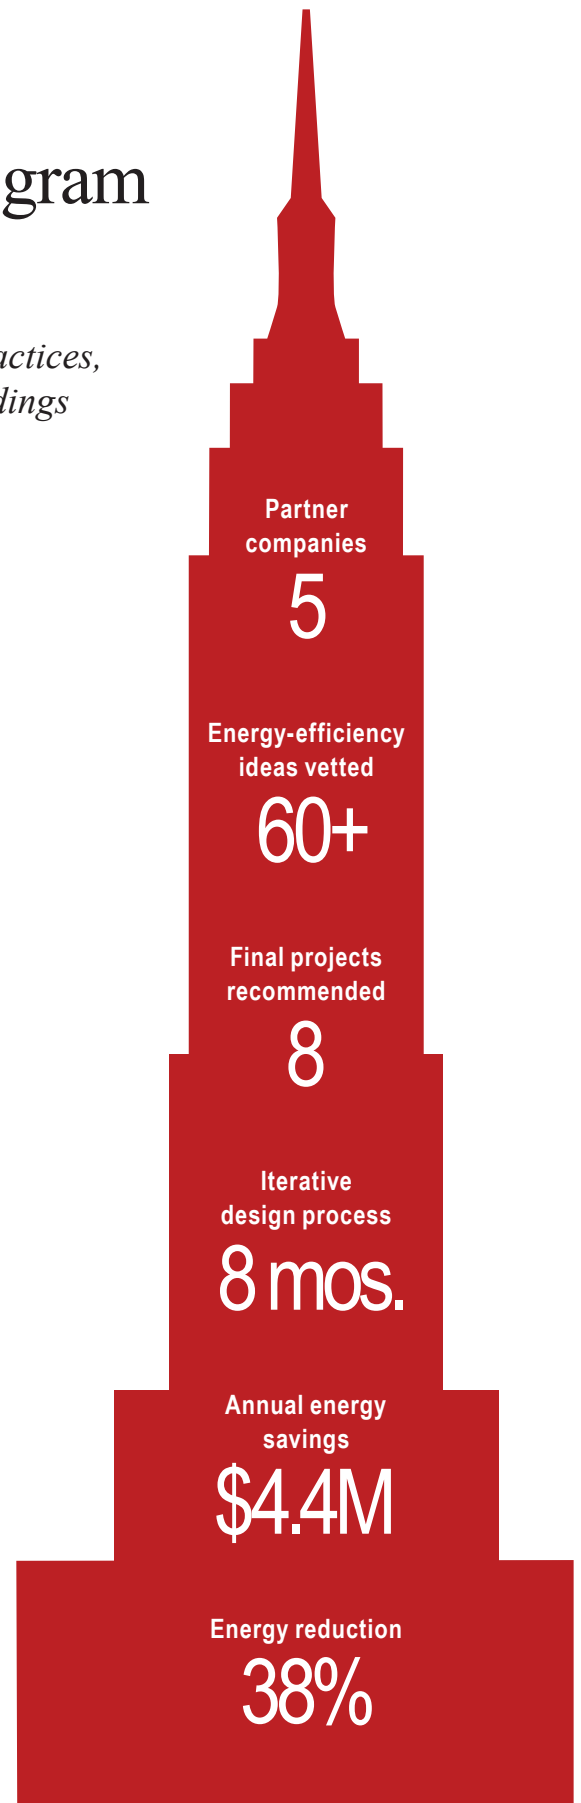 gram
actices,
dings
Partner
companies
5
Energy-efficiency
ideas vetted
60+
Final projects
recommended
8
Iterative
design process
8 mos.
Annual energy
savings
$4.4M
Energy reduction
38%